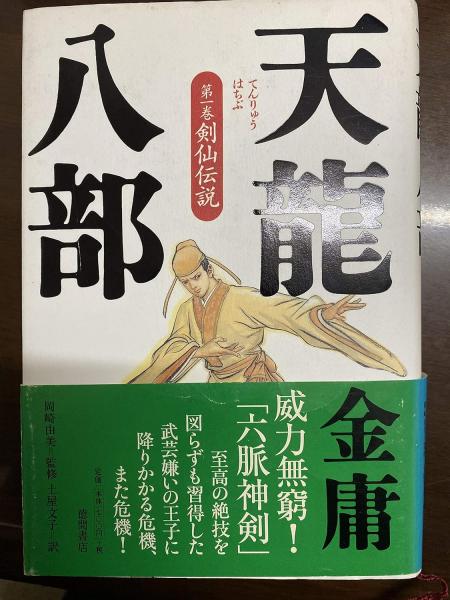 天龍
てんりゅう
はちぶ
第一巻 剣仙伝説
八部
金庸
威力無窮!
「六脈神剣」
至高の絶技を
図らずも習得した
武芸嫌いの王子に
降りかかる危機、
また危機!
岡崎由美=監修 土屋文子=訳
徳間書店